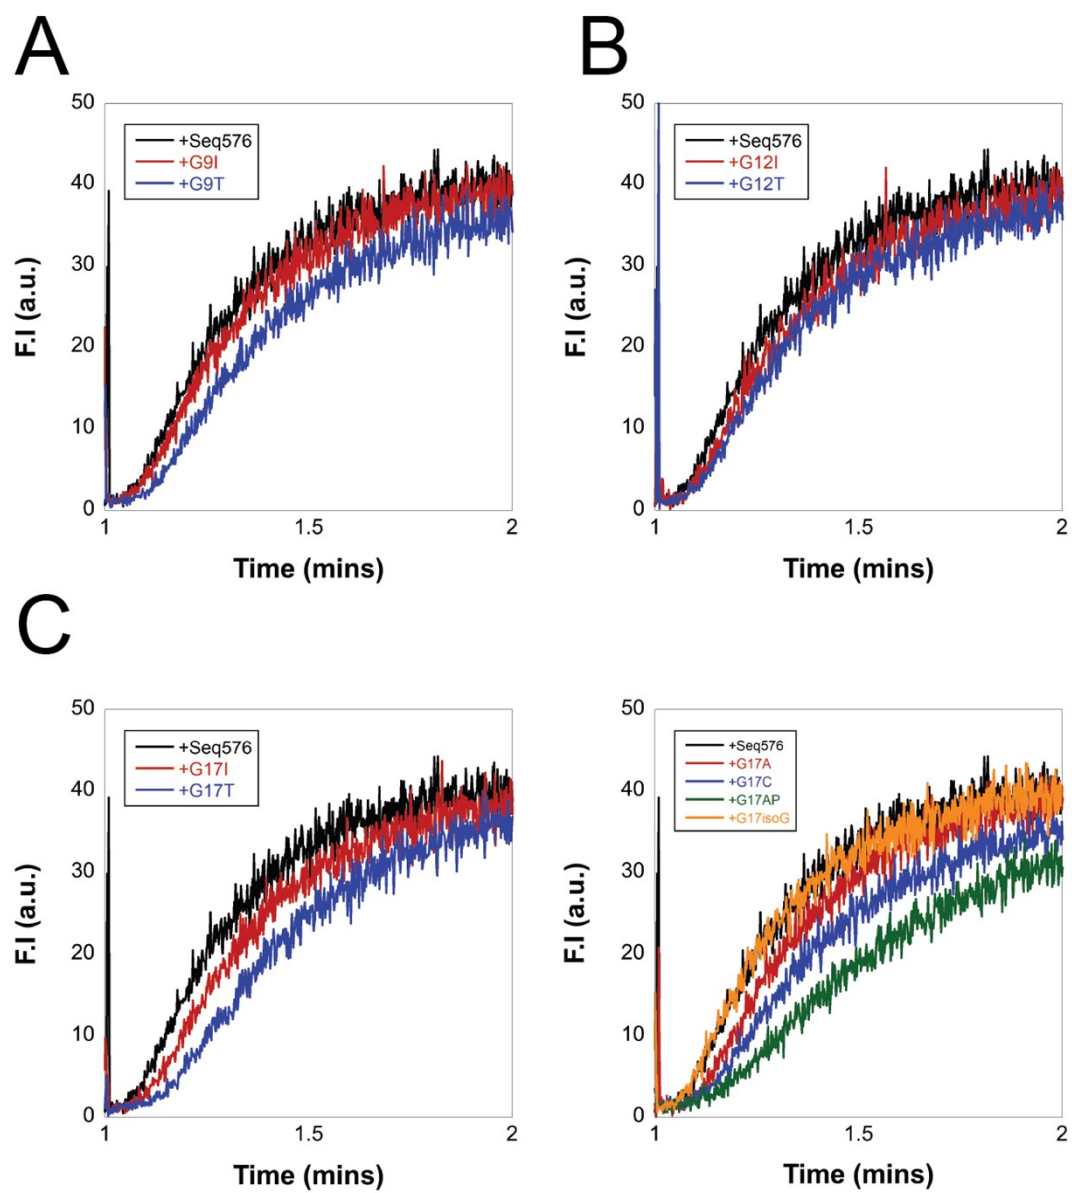 A
50
40
30
20
10
0
F.I (a.u.)
+Seq576
+G9I
+G9T
1
1.5
2
Time (mins)
B
50
40
30
20
10
0
F.I (a.u.)
+Seq576
+G12I
+G12T
1
1.5
2
Time (mins)
C
50
40
30
20
10
0
F.I (a.u.)
+Seq576
+G17I
+G17T
1
1.5
2
Time (mins)
50
40
30
20
10
0
F.I (a.u.)
+Seq576
+G17A
+G17C
+G17AP
+G17isoG
1
1.5
2
Time (mins)